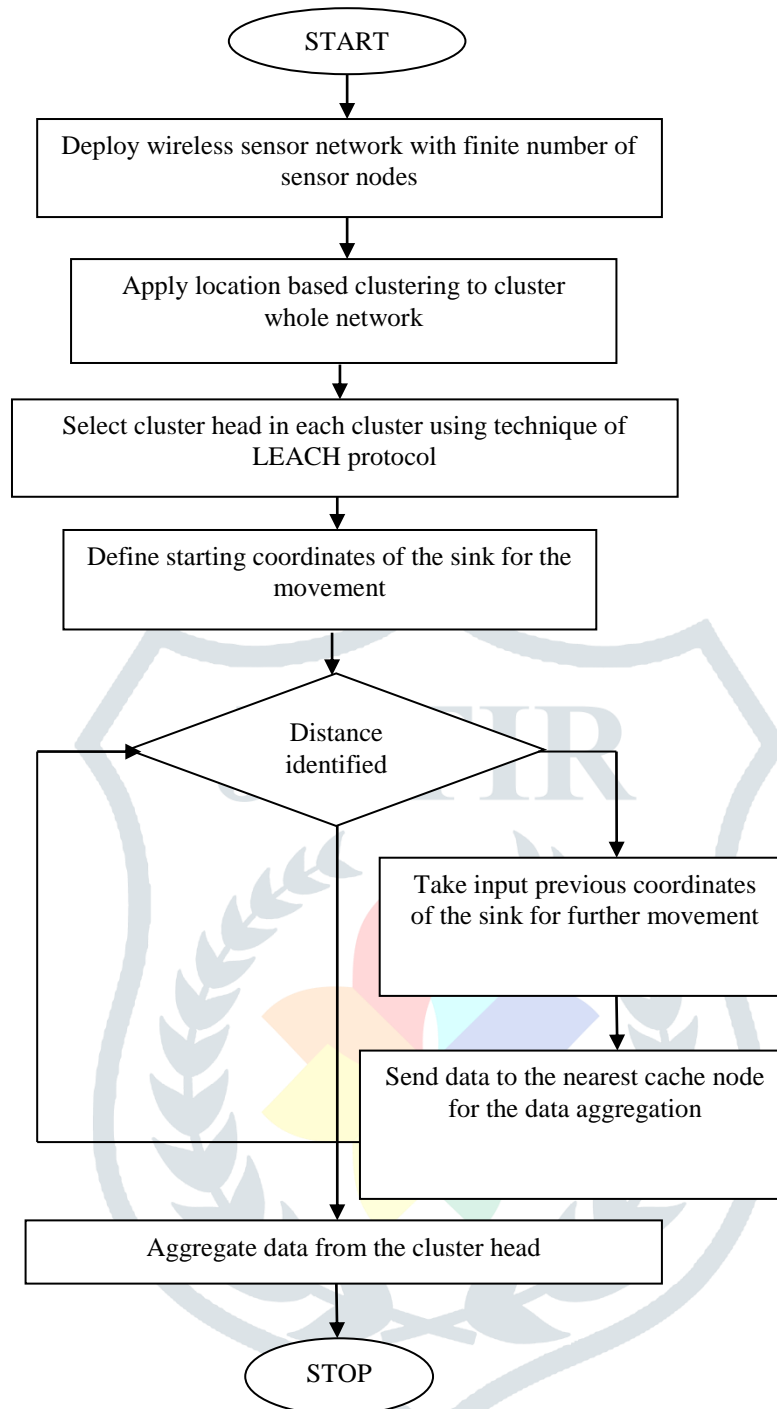 START
Deploy wireless sensor network with finite number of
sensor nodes
Apply location based clustering to cluster
whole network
Select cluster head in each cluster using technique of
LEACH protocol
Define starting coordinates of the sink for the
movement
Distance
identified
Take input previous coordinates
of the sink for further movement
Send data to the nearest cache node
for the data aggregation
Aggregate data from the cluster head
STOP